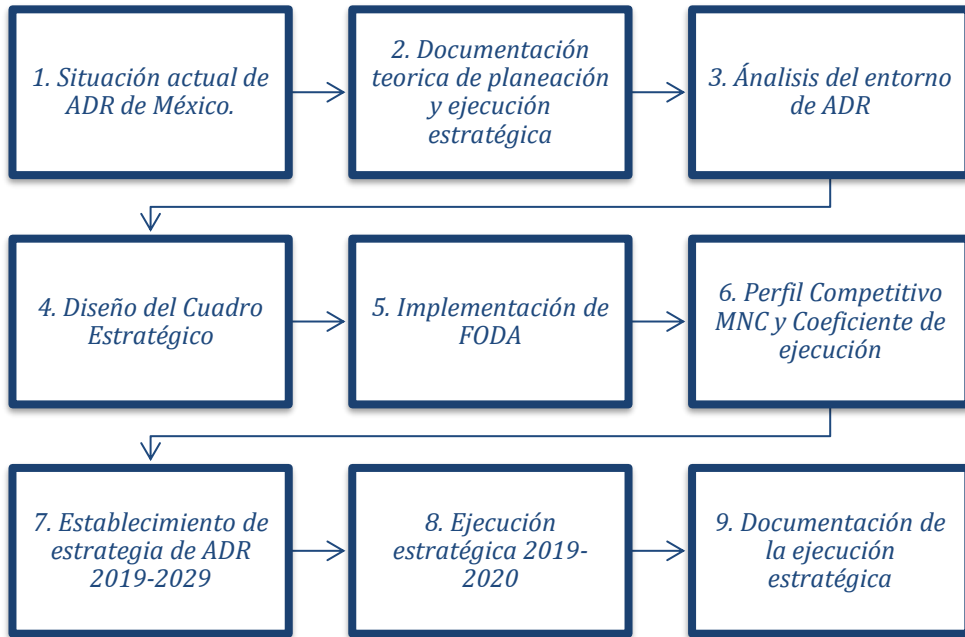 1. Situación actual de
ADR de México.
2. Documentación
teorica de planeación
y ejecución
estratégica
3. Ánalisis del entorno
de ADR
4. Diseño del Cuadro
Estratégico
5. Implementación de
FODA
6. Perfil Competitivo
MNC y Coeficiente de
ejecución
7. Establecimiento de
estrategia de ADR
2019-2029
8. Ejecución
estratégica 2019-
2020
9. Documentación de
la ejecución
estratégica